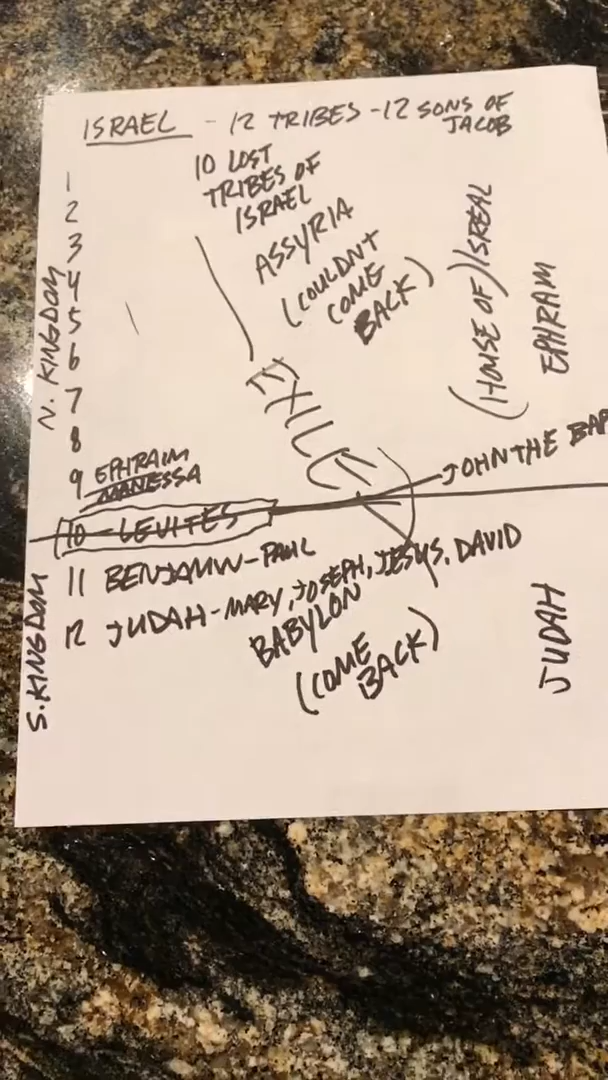 ISRAEL - 12 TRIBES - 12 SONS OF
JACOB
10 LOST
TRIBES OF
ISRAEL
ASSYRIA
(COULDNT
COME
BACK)
(HOUSE OF) ISREAL
EPHRAM
N. KINGDOM
1
2
3
4
5
6
7
8
9 EPHRAIM
MANESSA
EXILE
JOHN THE BAP
10 - LEVITES
S. KINGDOM
11 BENJAMIN - PAUL
12 JUDAH - MARY, JOSEPH, JESUS, DAVID
BABYLON
(COME
BACK)
JUDAH